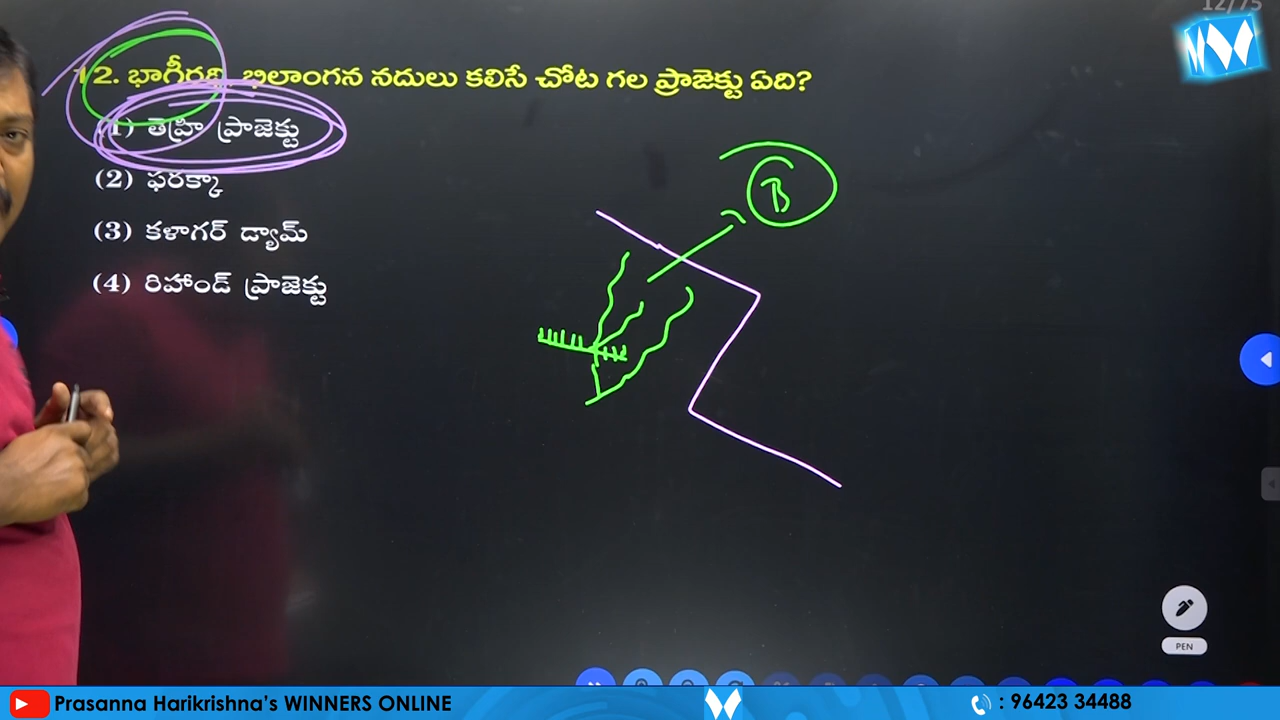 12/75
12. భాగీరథి, భిలాంగన నదులు కలిసే చోట గల ప్రాజెక్టు ఏది?
(1) తెహ్రి ప్రాజెక్టు
(2) ఫరక్కా
(3) కళాగర్ డ్యామ్
(4) రిహాండ్ ప్రాజెక్టు
B
PEN
Prasanna Harikrishna's WINNERS ONLINE
: 96423 34488